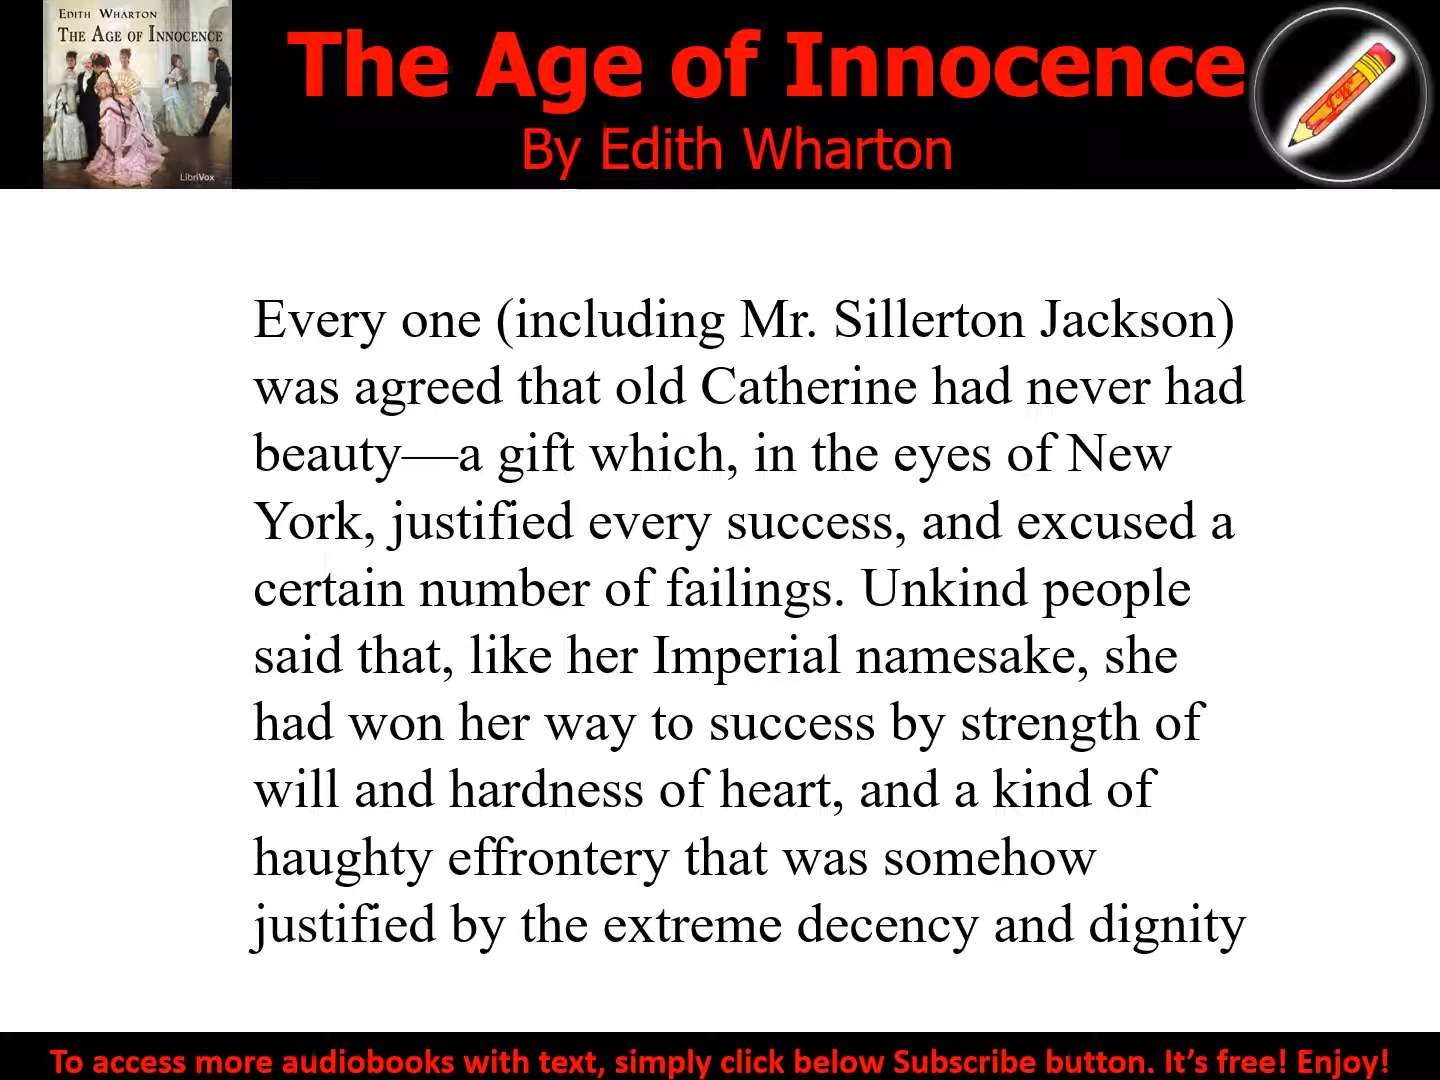 EDITH WHARTON
THE AGE OF INNOCENCE
LibriVox
The Age of Innocence
By Edith Wharton
Every one (including Mr. Sillerton Jackson)
was agreed that old Catherine had never had
beauty—a gift which, in the eyes of New
York, justified every success, and excused a
certain number of failings. Unkind people
said that, like her Imperial namesake, she
had won her way to success by strength of
will and hardness of heart, and a kind of
haughty effrontery that was somehow
justified by the extreme decency and dignity
To access more audiobooks with text, simply click below Subscribe button. It's free! Enjoy!